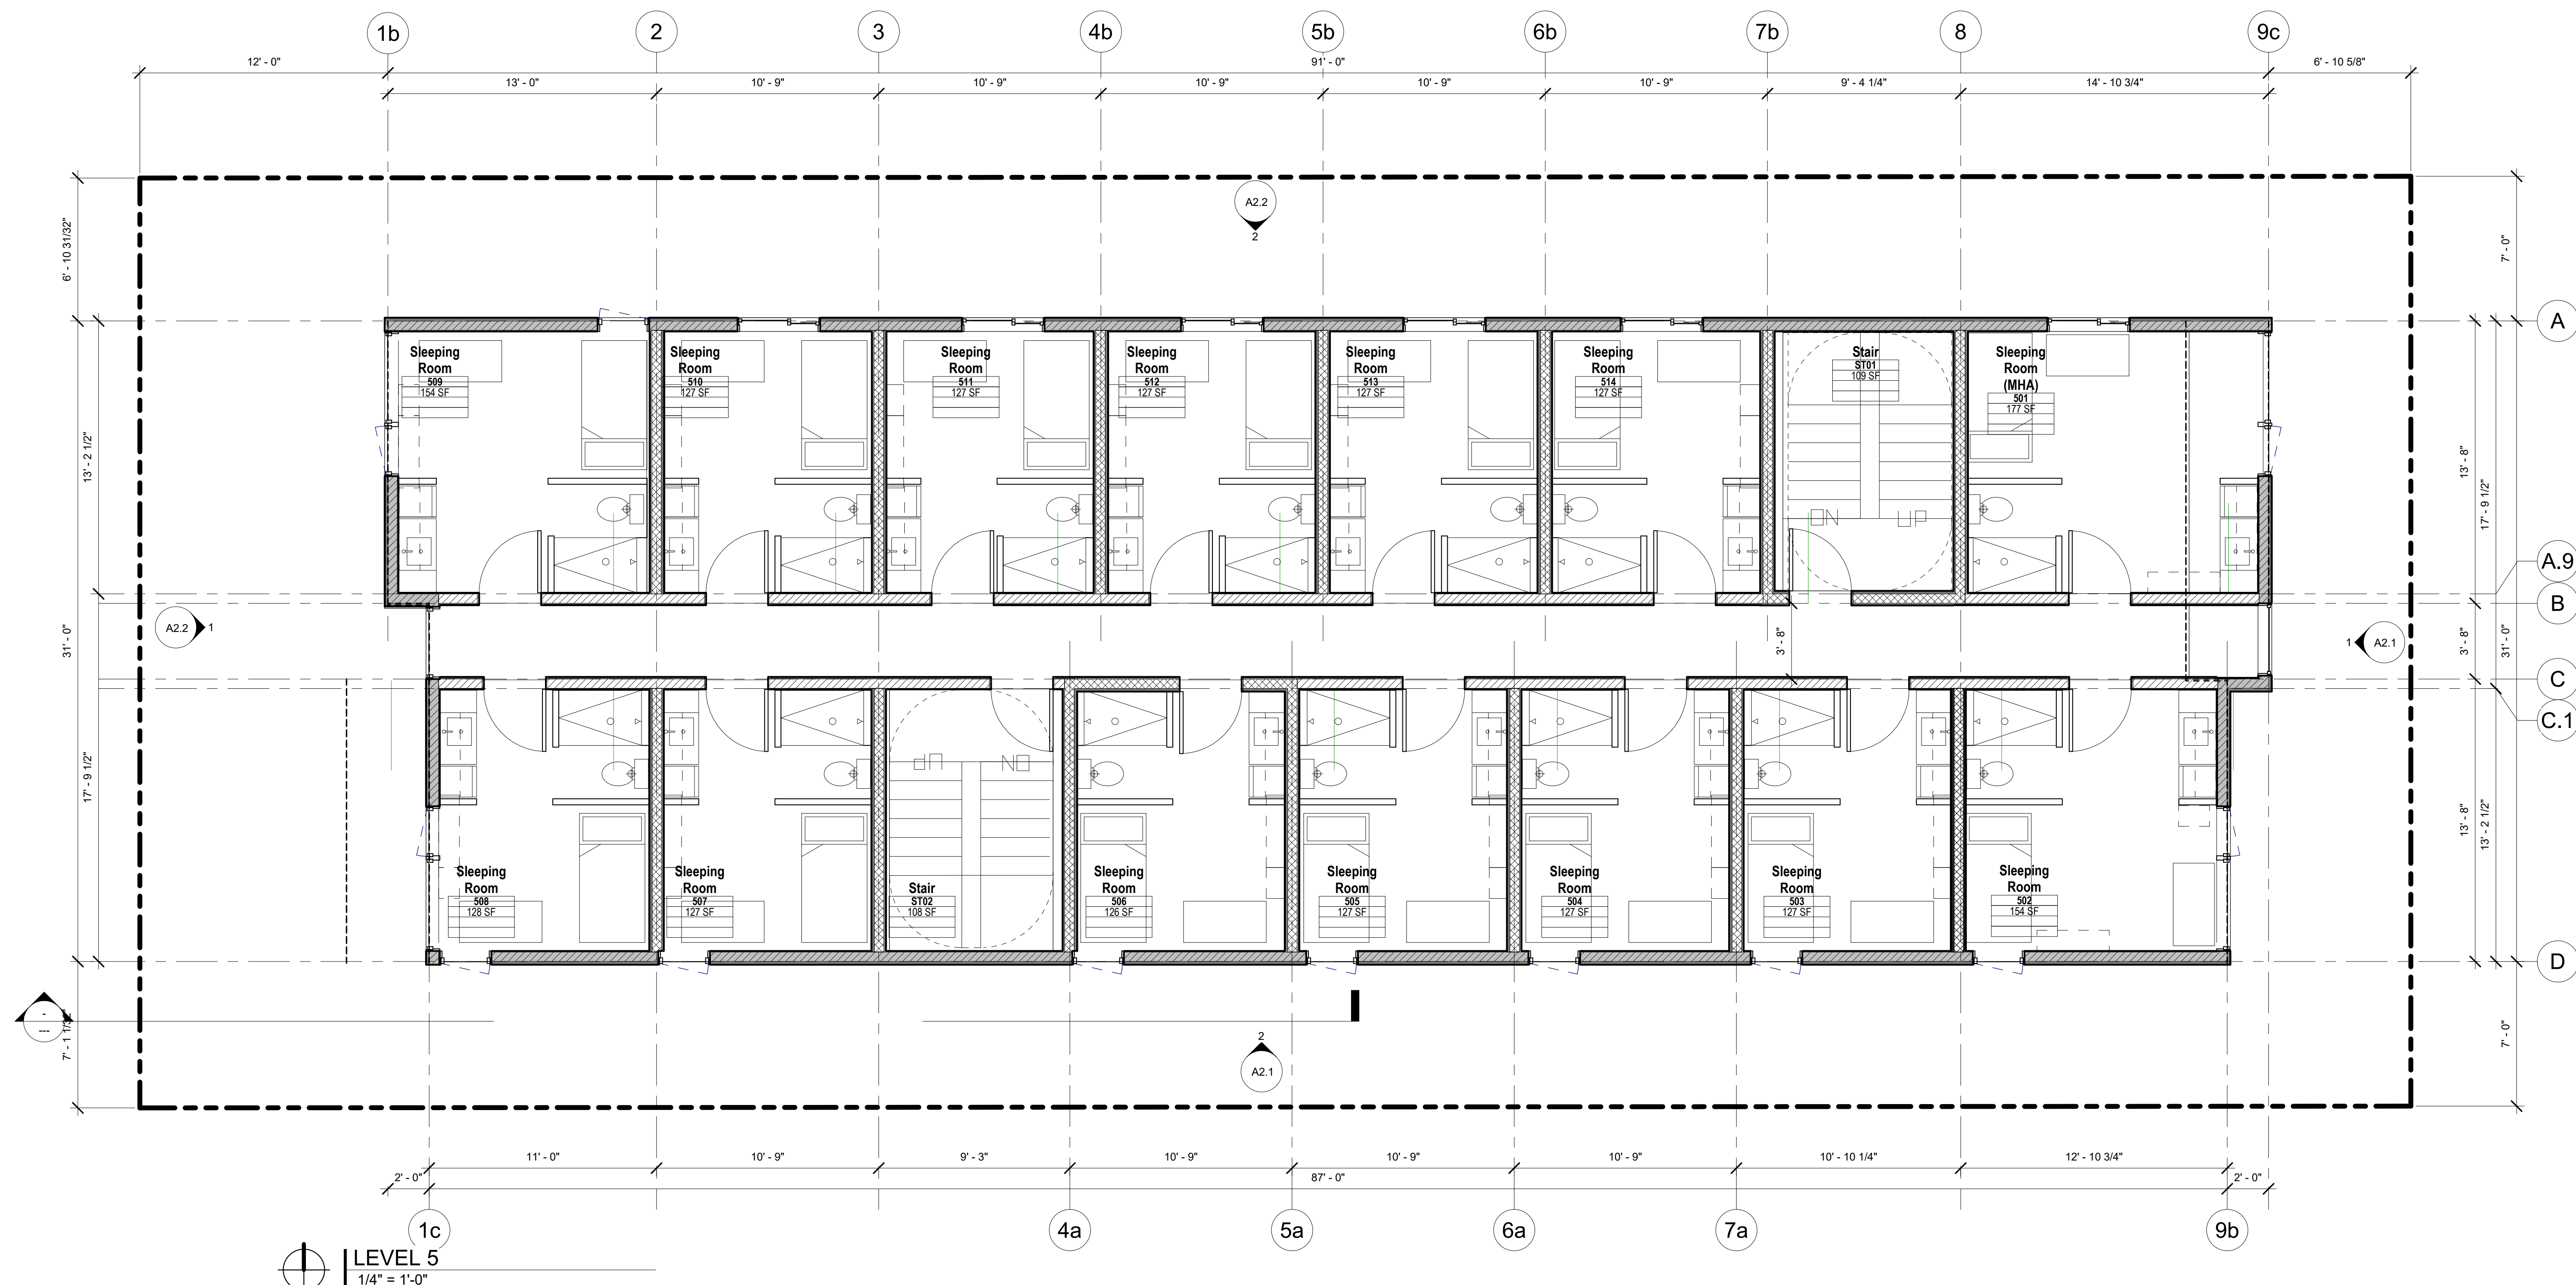 1b
2
3
4b
5b
6b
7b
8
9c
12' - 0"
91' - 0"
6' - 10 5/8"
13' - 0"
10' - 9"
10' - 9"
10' - 9"
10' - 9"
10' - 9"
9' - 4 1/4"
14' - 10 3/4"
A2.2
2
6' - 10 31/32"
13' - 2 1/2"
31' - 0"
17' - 9 1/2"
7' - 1 1/32"
7' - 0"
13' - 8"
17' - 9 1/2"
3' - 8"
31' - 0"
13' - 8"
13' - 2 1/2"
7' - 0"
A
A.9
B
C
C.1
D
Sleeping
Room
509
154 SF
Sleeping
Room
510
127 SF
Sleeping
Room
511
127 SF
Sleeping
Room
512
127 SF
Sleeping
Room
513
127 SF
Sleeping
Room
514
127 SF
Stair
ST01
109 SF
Sleeping
Room
(MHA)
501
177 SF
DN
UP
A2.2
1
3' - 8"
1
A2.1
UP
DN
Sleeping
Room
508
128 SF
Sleeping
Room
507
127 SF
Stair
ST02
108 SF
Sleeping
Room
506
126 SF
Sleeping
Room
505
127 SF
Sleeping
Room
504
127 SF
Sleeping
Room
503
127 SF
Sleeping
Room
502
154 SF
-
---
2
A2.1
11' - 0"
10' - 9"
9' - 3"
10' - 9"
10' - 9"
10' - 9"
10' - 10 1/4"
12' - 10 3/4"
2' - 0"
87' - 0"
2' - 0"
1c
4a
5a
6a
7a
9b
LEVEL 5
1/4" = 1'-0"